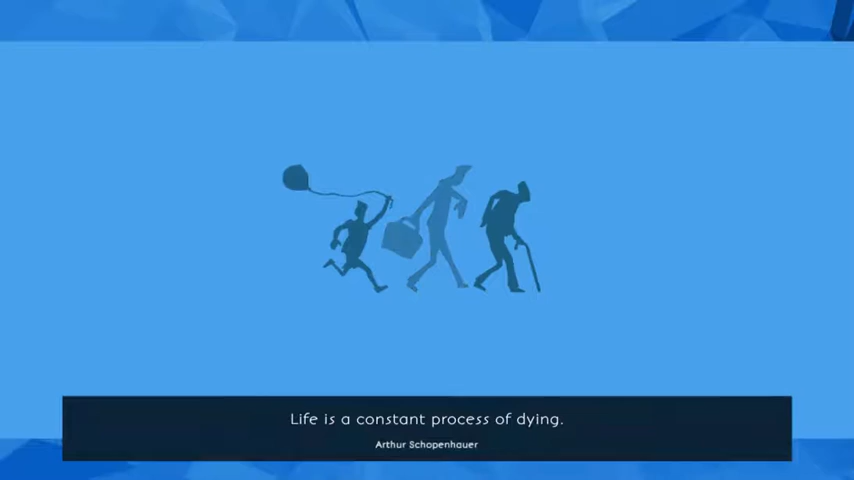 Life is a constant process of dying.
Arthur Schopenhauer